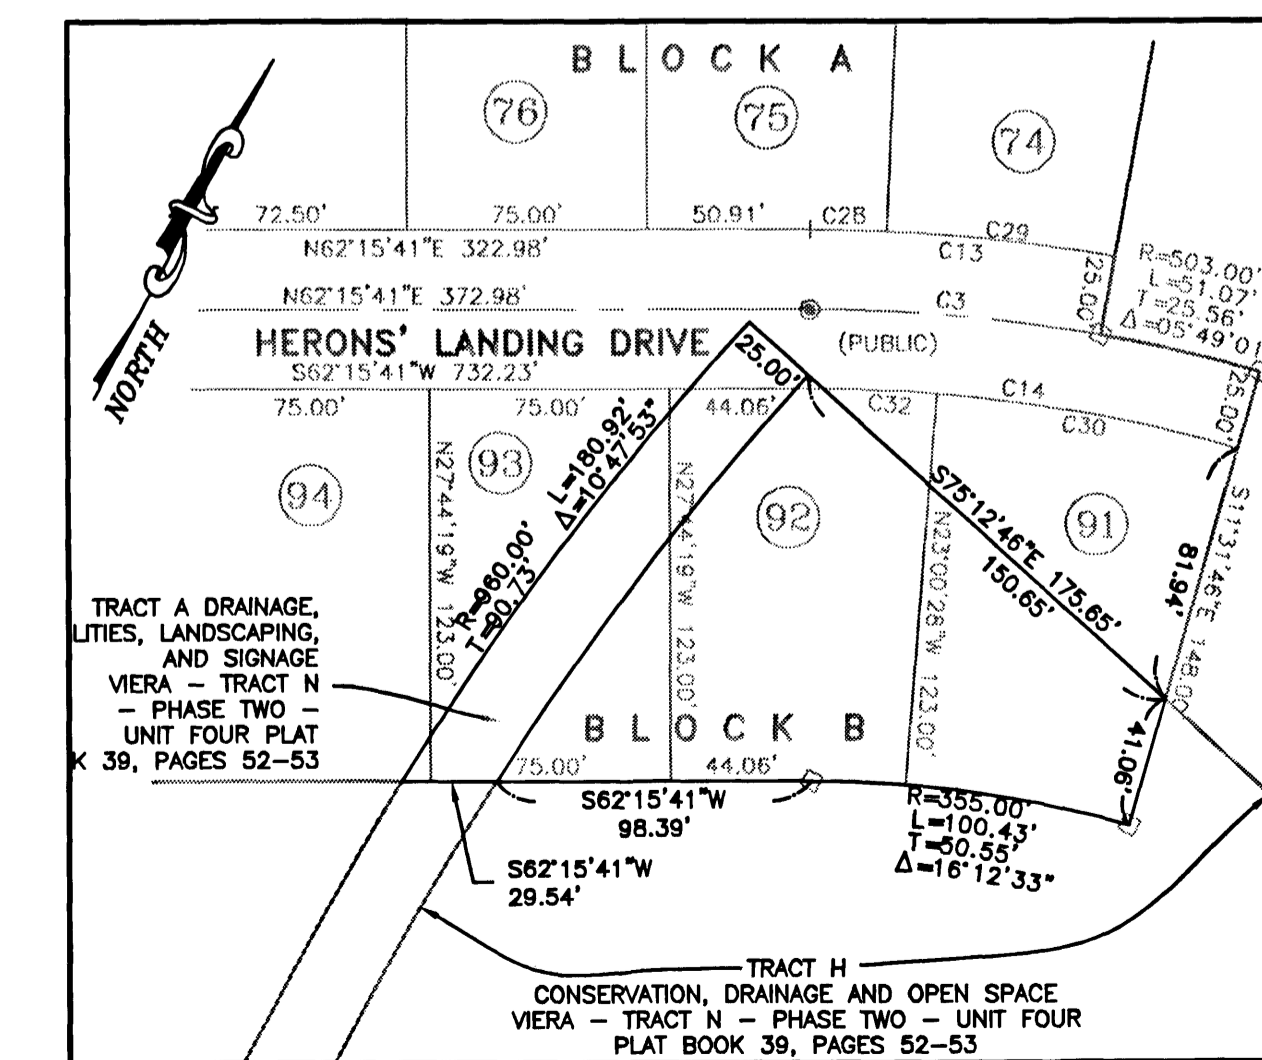 BLOCK A
76
75
74
72.50'
75.00'
50.91'
C28
C29
N62°15'41"E 322.98'
C13
25.00'
R=503.00'
L=51.07'
T=25.56'
Δ=05°49'01
N62°15'41"E 372.98'
C3
NORTH
HERONS' LANDING DRIVE
(PUBLIC)
S62°15'41"W 732.23'
25.00'
25.00'
75.00'
75.00'
44.06'
C32
C14
C30
94
93
92
91
L=180.92'
Δ=10°47'53"
R=960.00'
T=90.73'
N27°44'19"W 123.00'
N27°44'19"W 123.00'
N23°00'28"W 123.00'
S75°12'46"E 175.65'
150.65'
81.94'
S11°31'46"E 148.00'
41.06'
TRACT A DRAINAGE,
LITIES, LANDSCAPING,
AND SIGNAGE
VIERA – TRACT N
– PHASE TWO –
UNIT FOUR PLAT
K 39, PAGES 52–53
BLOCK B
75.00'
44.06'
S62°15'41"W
98.39'
S62°15'41"W
29.54'
R=355.00'
L=100.43'
T=50.55'
Δ=16°12'33"
TRACT H
CONSERVATION, DRAINAGE AND OPEN SPACE
VIERA – TRACT N – PHASE TWO – UNIT FOUR
PLAT BOOK 39, PAGES 52–53